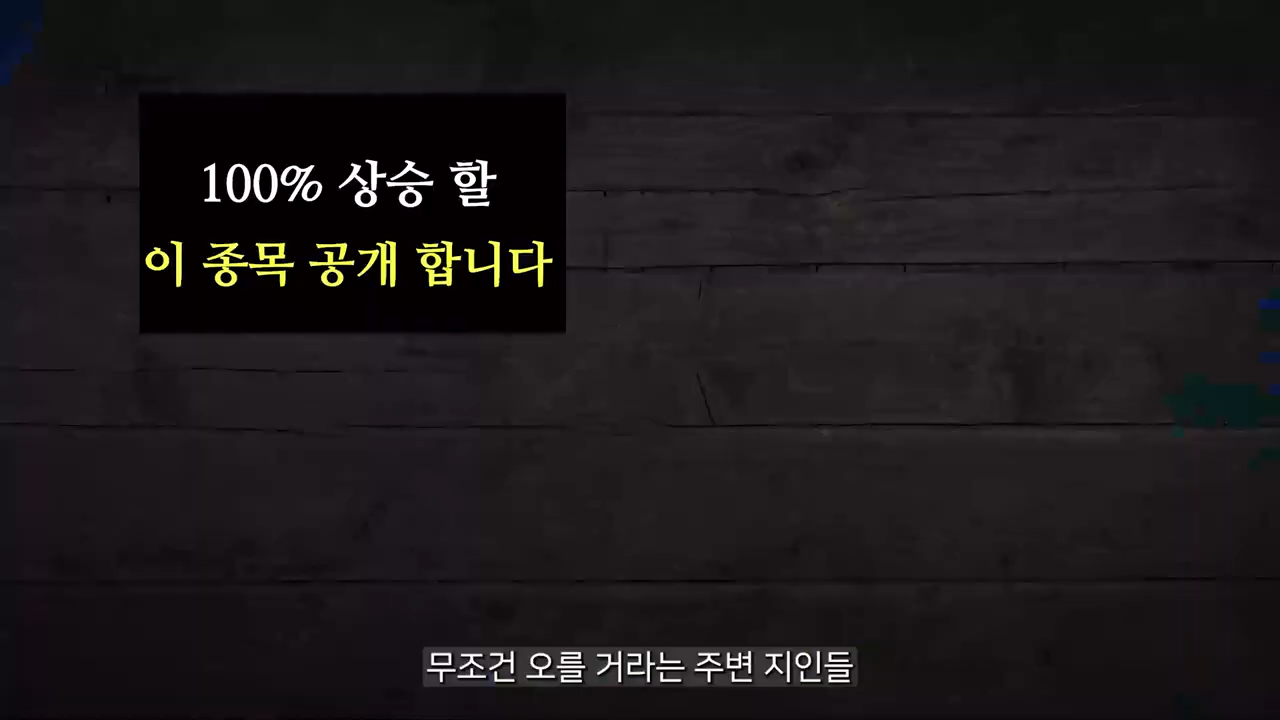 100% 상승 할
이 종목 공개 합니다
무조건 오를 거라는 주변 지인들